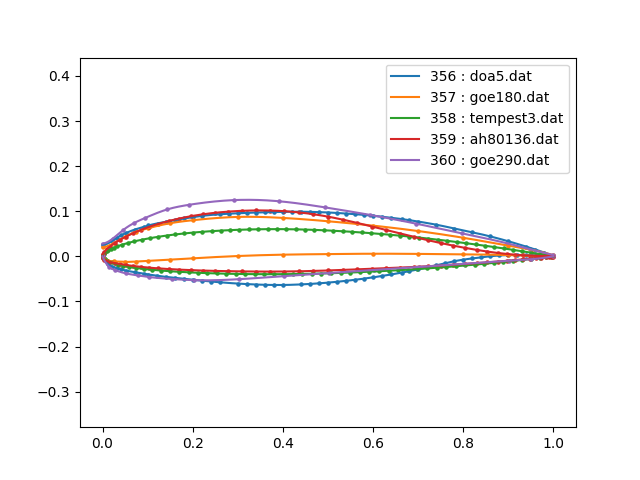 0.4
0.3
0.2
0.1
0.0
−0.1
−0.2
−0.3
0.0 0.2 0.4 0.6 0.8 1.0
356 : doa5.dat
357 : goe180.dat
358 : tempest3.dat
359 : ah80136.dat
360 : goe290.dat